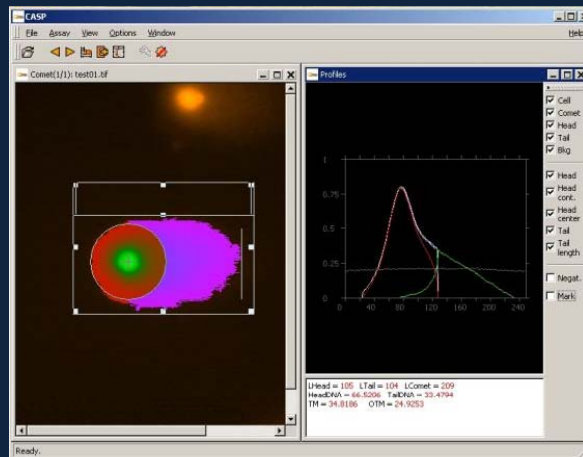 CASP
File Assay View Options Window Help
Comet(1/1): test01.tif
Profiles
Cell
Comet
Head
Tail
Bkg
Head
Head cont.
Head center
Tail
Tail length
Negat.
Mark
1
0.75
0.5
0.25
0
0 40 80 120 160 200 240
LHead = 105 LTail = 104 LComet = 209
HeadDNA = 66.5206 TailDNA = 33.4794
TM = 34.8186 OTM = 24.9253
Ready.